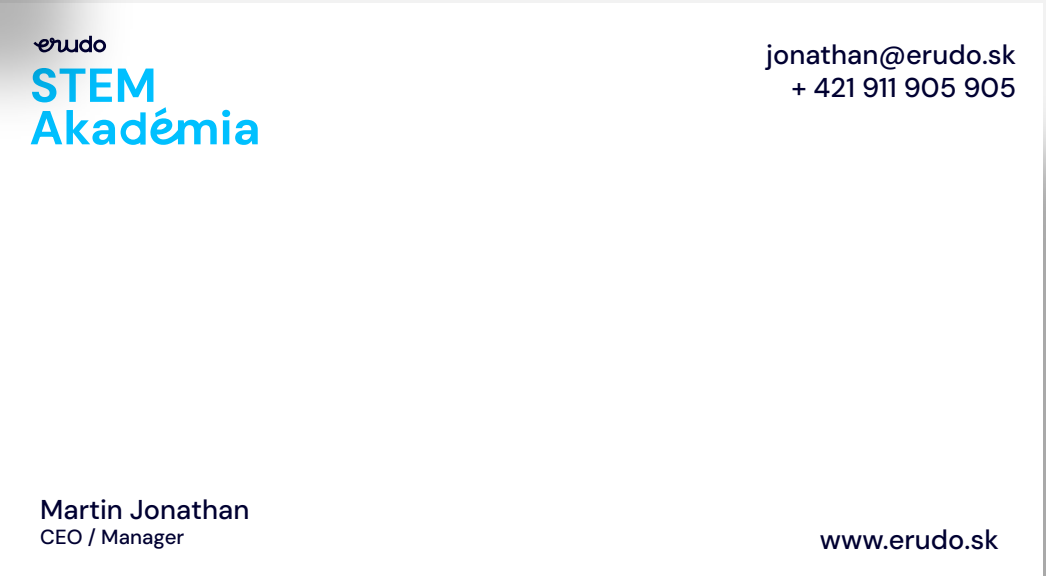 erudo
STEM
Akadémia
jonathan@erudo.sk
+ 421 911 905 905
Martin Jonathan
CEO / Manager
www.erudo.sk